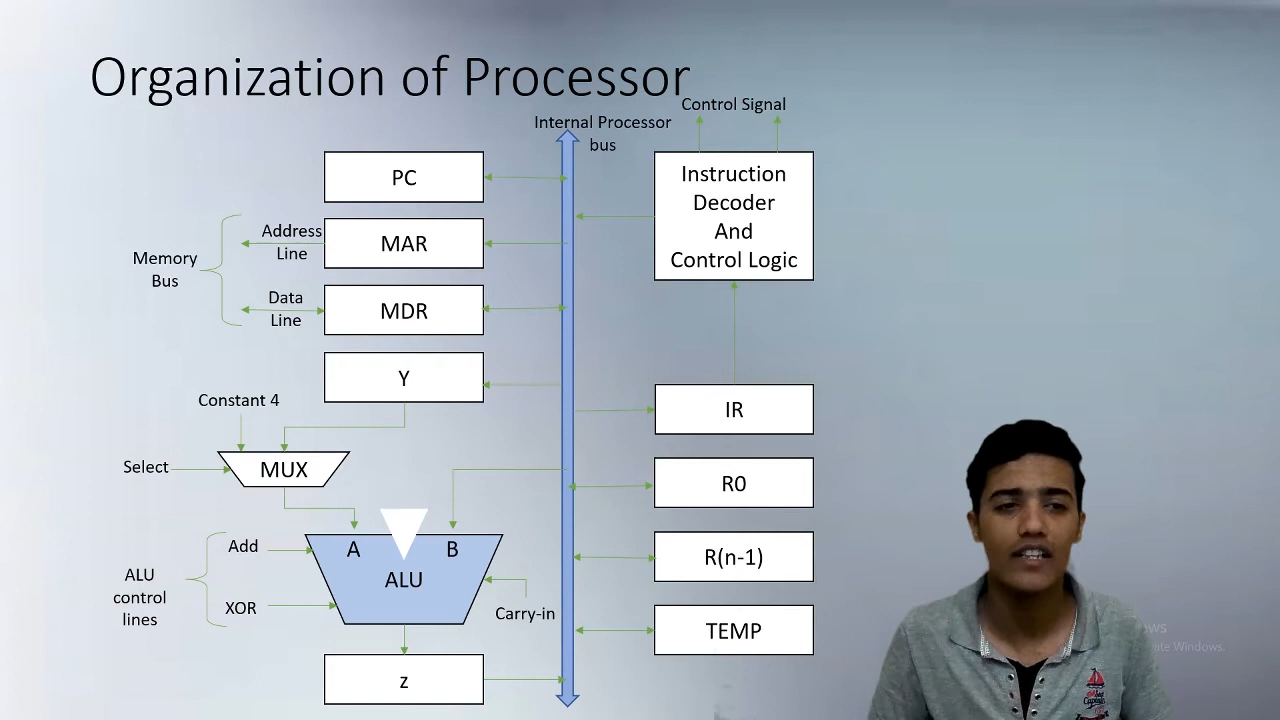 Organization of Processor
Control Signal
Internal Processor
bus
PC
Instruction
Decoder
And
Control Logic
Address
Line
MAR
Memory
Bus
Data
Line
MDR
Y
Constant 4
IR
Select
MUX
R0
Add
A
B
R(n-1)
ALU
ALU
control
lines
XOR
Carry-in
TEMP
z